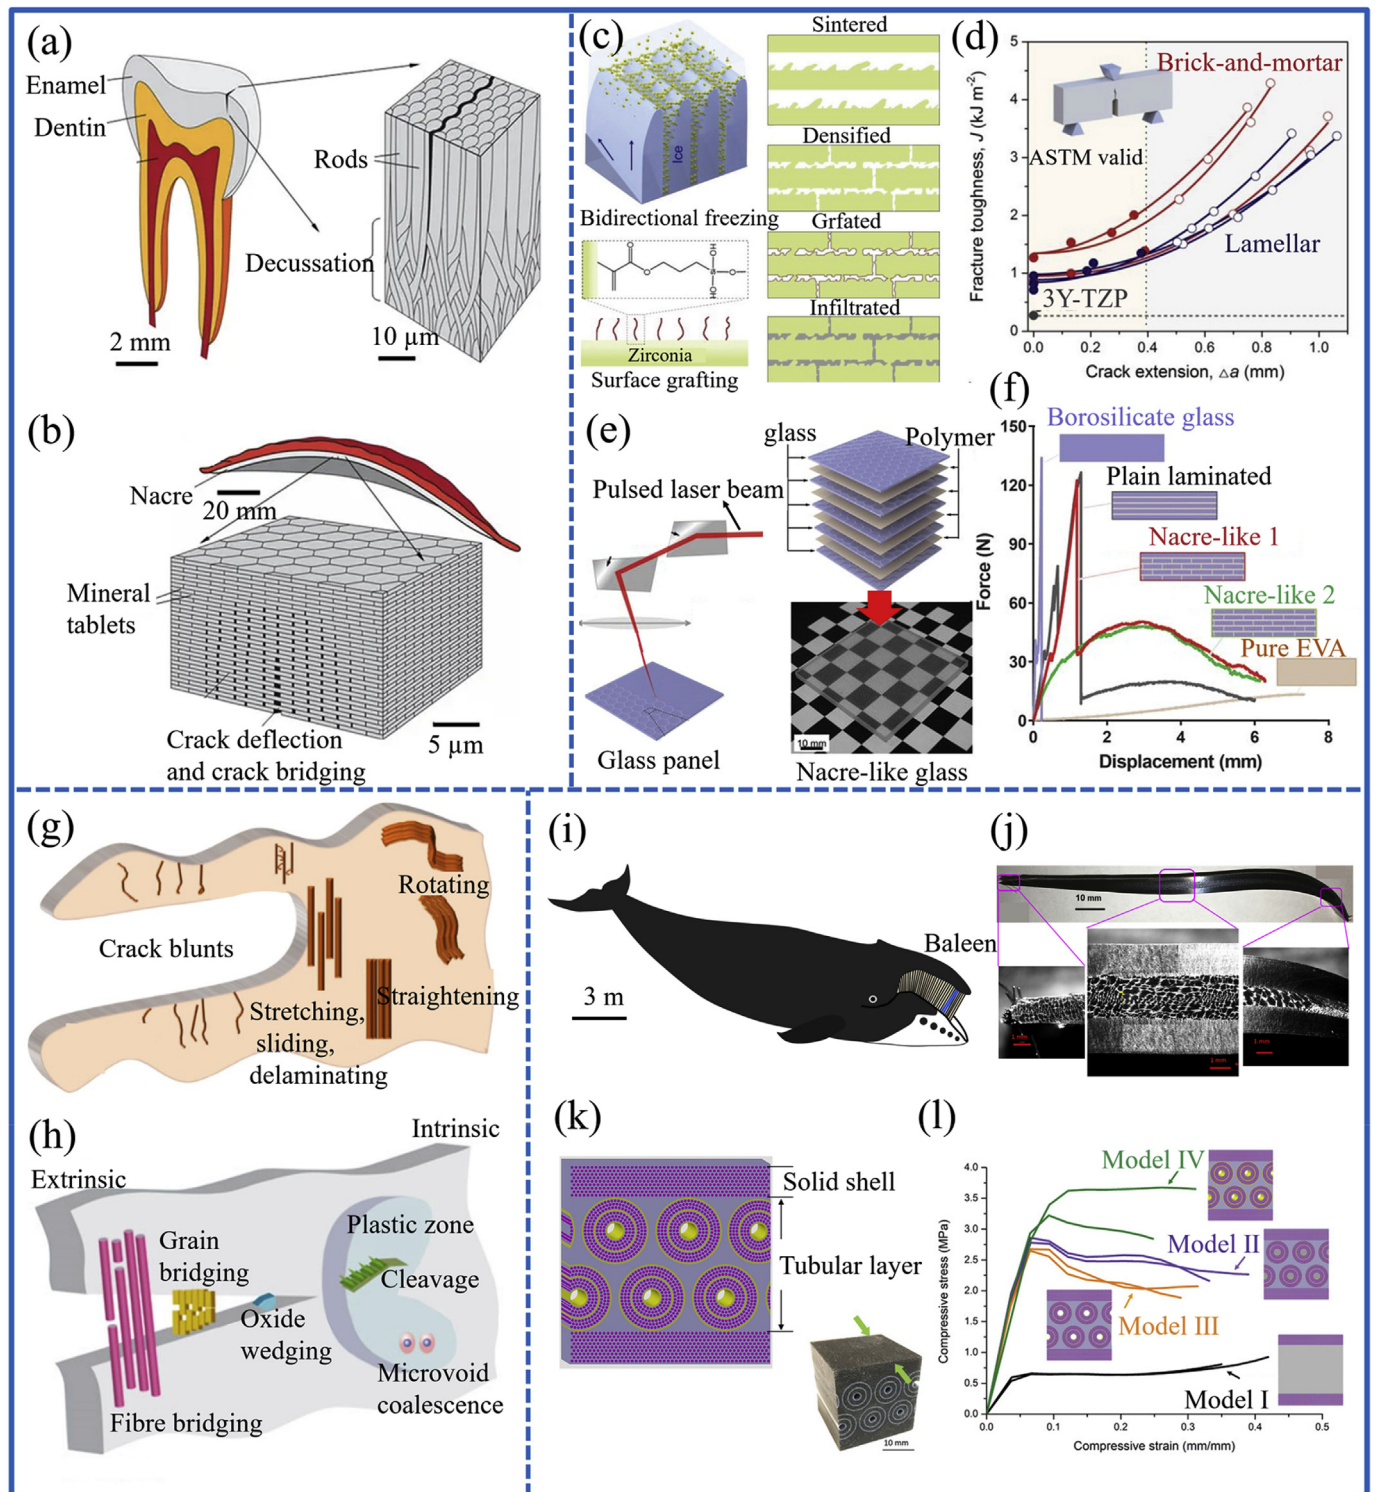 (a)
Enamel
Dentin
2 mm
Rods
Decussation
10 µm
(b)
Nacre
20 mm
Mineral
tablets
Crack deflection
and crack bridging
5 µm
(c)
Ice
Bidirectional freezing
OH
O
O
Si
O
OH
Zirconia
Surface grafting
Sintered
Densified
Grfated
Infiltrated
(d)
Fracture toughness, J (kJ m-2)
5
4
3
2
1
0
Brick-and-mortar
ASTM valid
Lamellar
3Y-TZP
0.0 0.2 0.4 0.6 0.8 1.0
Crack extension, △a (mm)
(e)
Pulsed laser beam
Glass panel
glass
Polymer
10 mm
Nacre-like glass
(f)
Force (N)
150
120
90
60
30
0
Borosilicate glass
Plain laminated
Nacre-like 1
Nacre-like 2
Pure EVA
0 2 4 6 8
Displacement (mm)
(g)
Crack blunts
Rotating
Straightening
Stretching,
sliding,
delaminating
(h)
Extrinsic
Intrinsic
Grain
bridging
Plastic zone
Cleavage
Oxide
wedging
Microvoid
coalescence
Fibre bridging
(i)
Baleen
3 m
(j)
10 mm
1 mm
1 mm
1 mm
(k)
Solid shell
Tubular layer
10 mm
(l)
Compressive stress (MPa)
4.0
3.5
3.0
2.5
2.0
1.5
1.0
0.5
0.0
Model IV
Model II
Model III
Model I
0.0 0.1 0.2 0.3 0.4 0.5
Compressive strain (mm/mm)